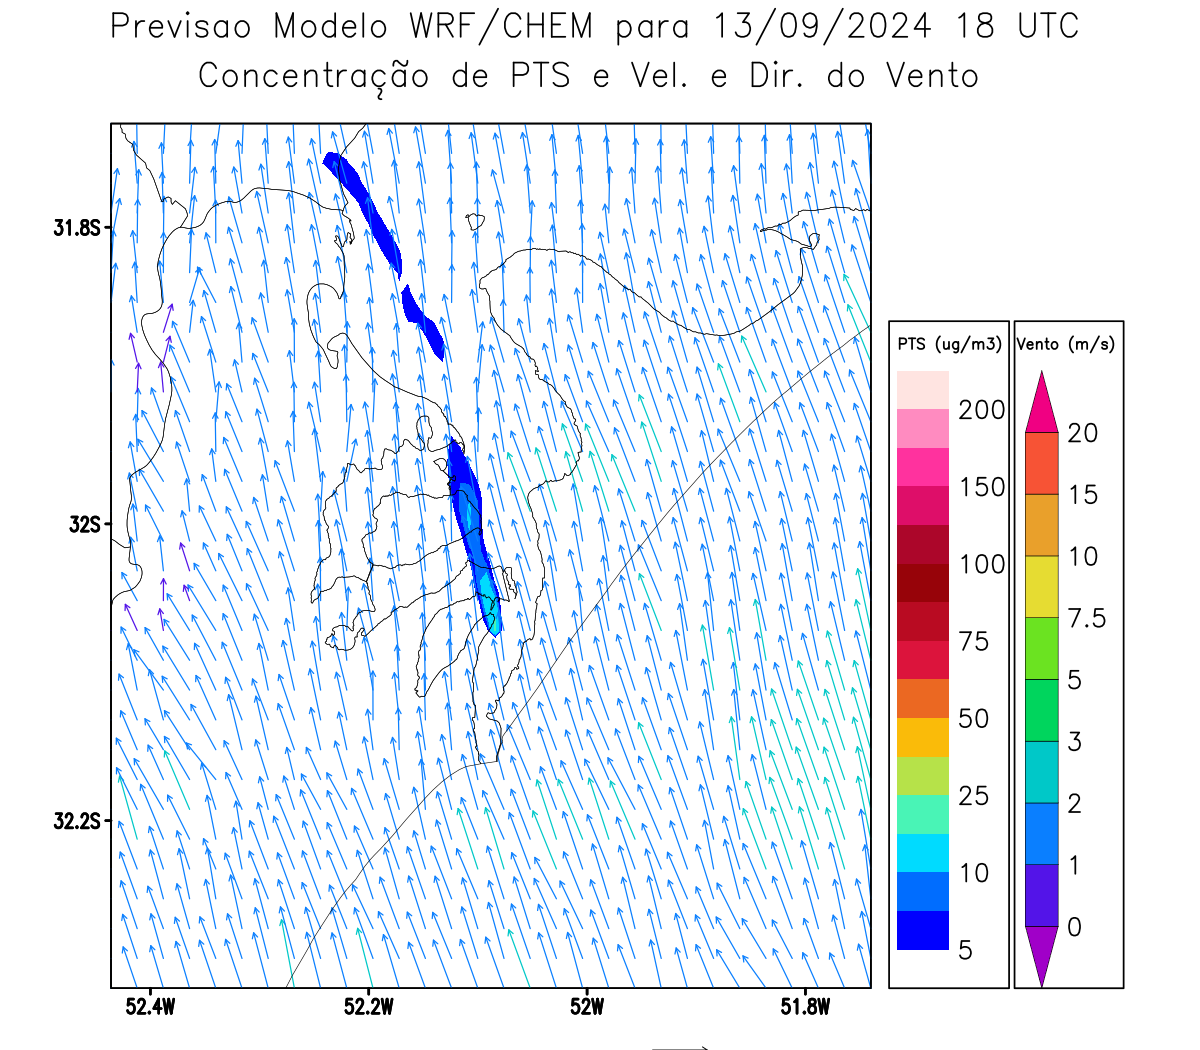 Previsao Modelo WRF/CHEM para 13/09/2024 18 UTC
Concentração de PTS e Vel. e Dir. do Vento
31.8S
32S
32.2S
52.4W
52.2W
52W
51.8W
PTS (ug/m3)
200
150
100
75
50
25
10
5
Vento (m/s)
20
15
10
7.5
5
3
2
1
0